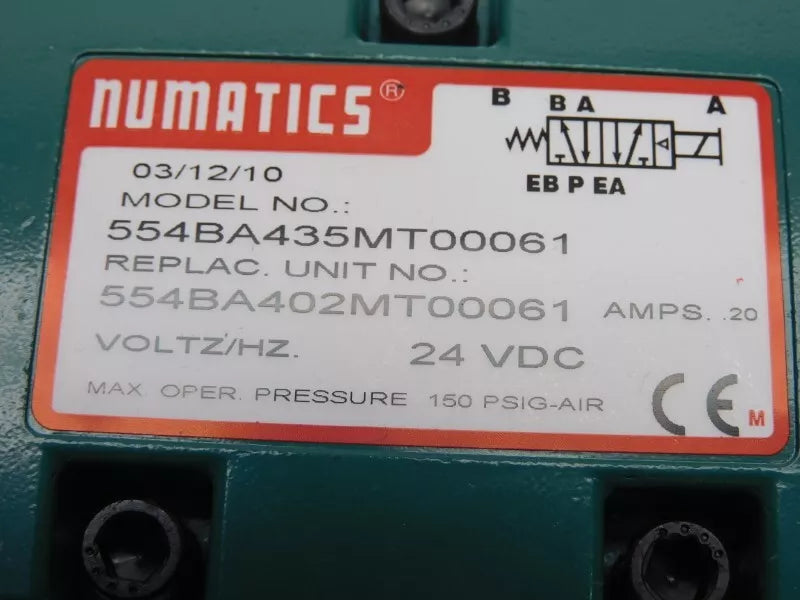 NUMATICS®
B B A A
EB P EA
03/12/10
MODEL NO.:
554BA435MT00061
REPLAC. UNIT NO.:
554BA402MT00061 AMPS. .20
VOLTZ/HZ. 24 VDC
MAX. OPER. PRESSURE 150 PSIG-AIR
CE M